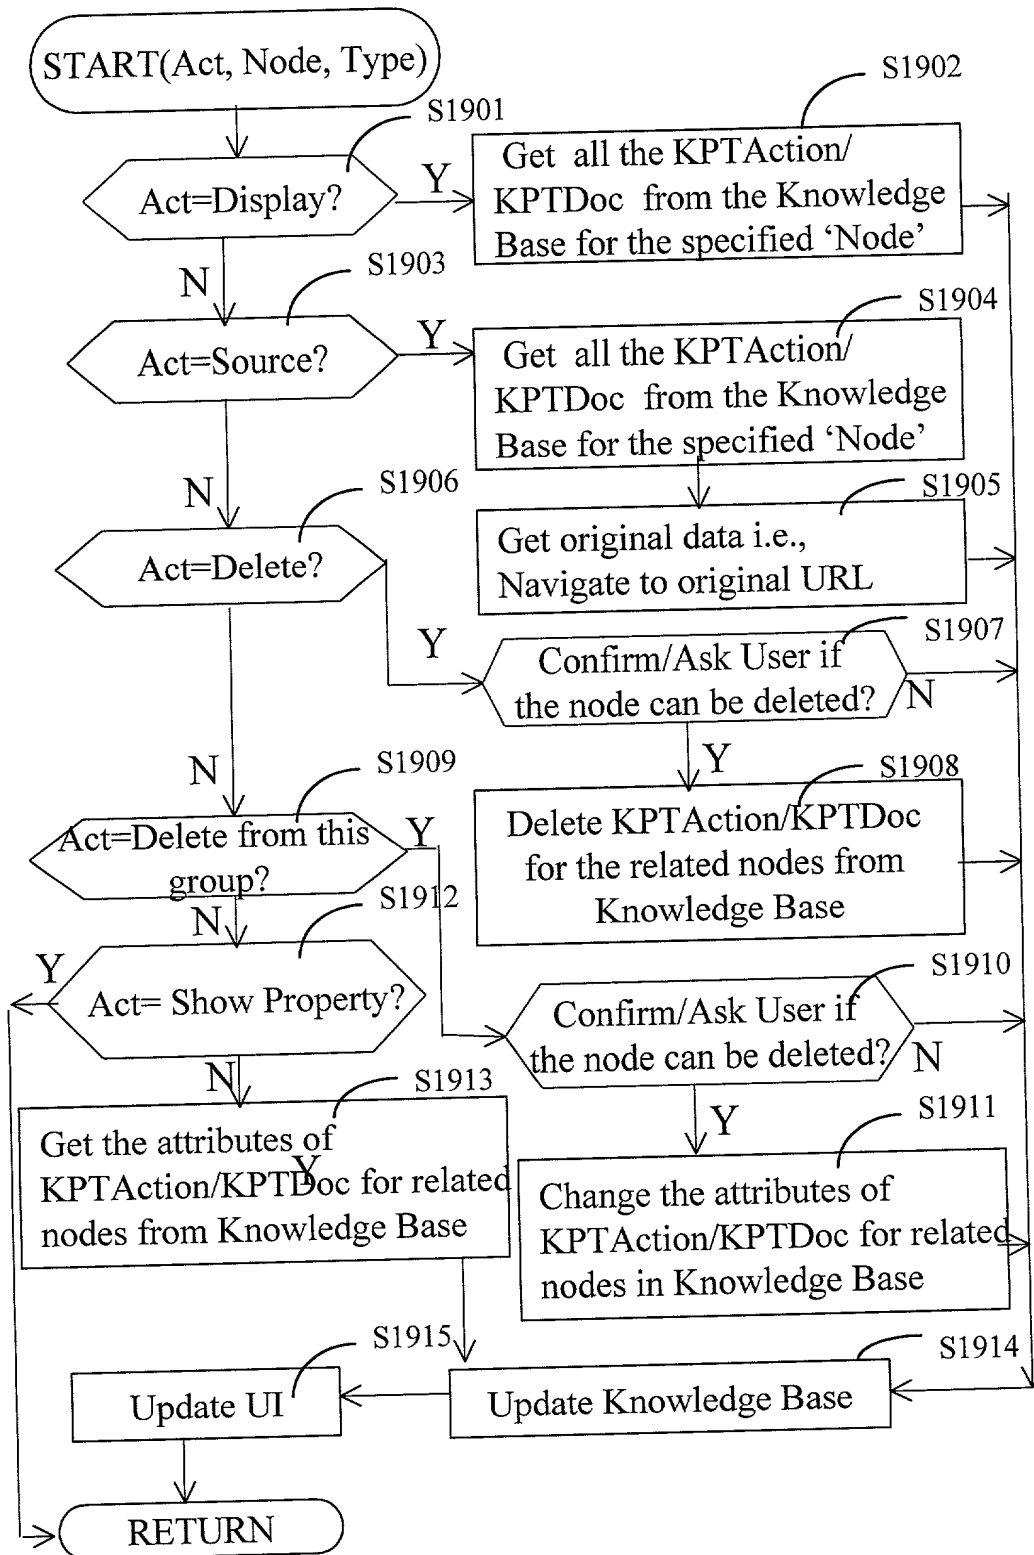 START(Act, Node, Type)
S1901
S1902
Act=Display?
Y
Get all the KPTAction/
KPTDoc from the Knowledge
Base for the specified ‘Node’
N
S1903
S1904
Act=Source?
Y
Get all the KPTAction/
KPTDoc from the Knowledge
Base for the specified ‘Node’
N
S1906
S1905
Act=Delete?
Get original data i.e.,
Navigate to original URL
Y
S1907
Confirm/Ask User if
the node can be deleted?
N
Y
N
S1909
S1908
Act=Delete from this
group?
Y
Delete KPTAction/KPTDoc
for the related nodes from
Knowledge Base
N
S1912
Y
Act= Show Property?
S1910
Confirm/Ask User if
the node can be deleted?
N
N
S1913
Y
S1911
Get the attributes of
Y
KPTAction/KPTDoc for related
nodes from Knowledge Base
Change the attributes of
KPTAction/KPTDoc for related
nodes in Knowledge Base
S1915
S1914
Update UI
Update Knowledge Base
RETURN